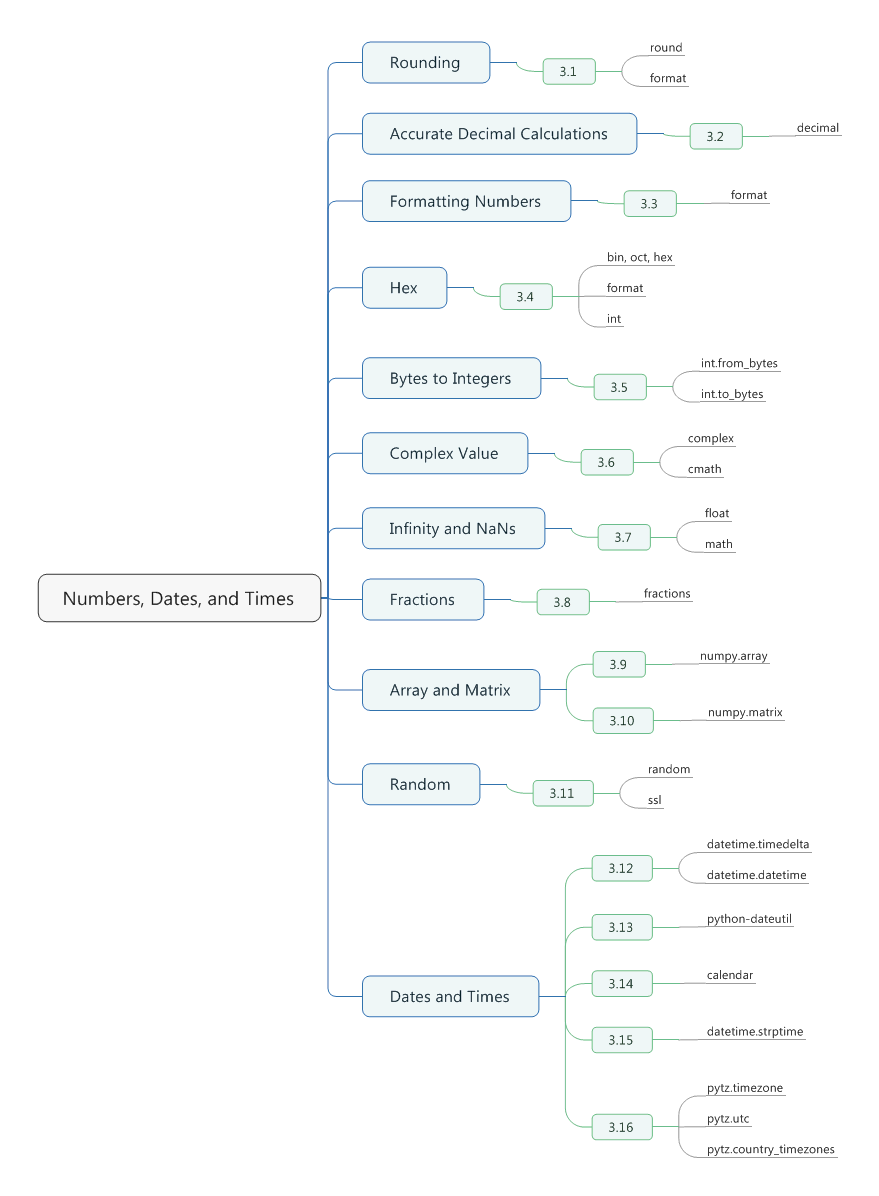 Rounding
3.1
round
format
Accurate Decimal Calculations
3.2
decimal
Formatting Numbers
3.3
format
Hex
3.4
bin, oct, hex
format
int
Bytes to Integers
3.5
int.from_bytes
int.to_bytes
Complex Value
3.6
complex
cmath
Infinity and NaNs
3.7
float
math
Numbers, Dates, and Times
Fractions
3.8
fractions
Array and Matrix
3.9
numpy.array
3.10
numpy.matrix
Random
3.11
random
ssl
Dates and Times
3.12
datetime.timedelta
datetime.datetime
3.13
python-dateutil
3.14
calendar
3.15
datetime.strptime
3.16
pytz.timezone
pytz.utc
pytz.country_timezones